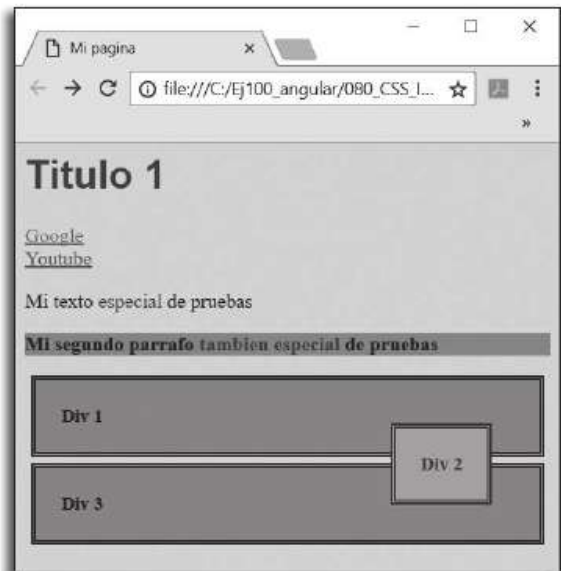 Mi pagina
file:///C:/Ej100_angular/080_CSS_I...
»
Titulo 1
Google
Youtube
Mi texto especial de pruebas
Mi segundo parrafo tambien especial de pruebas
Div 1
Div 2
Div 3